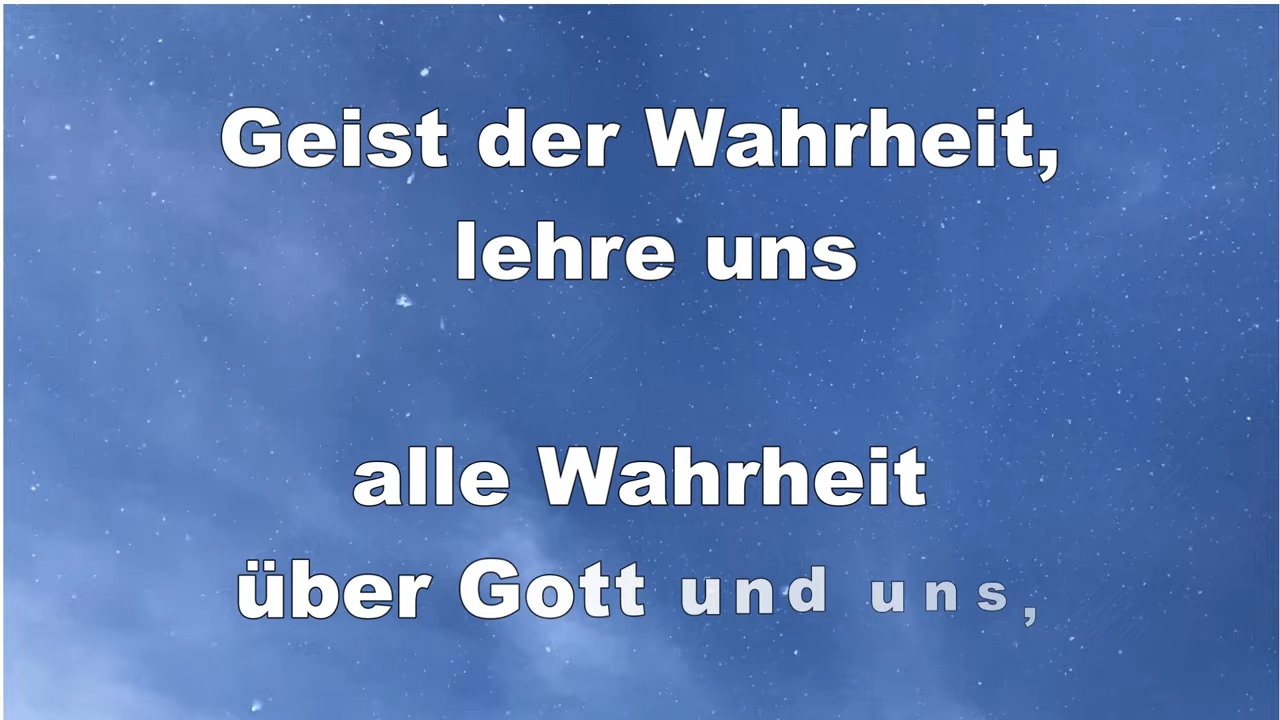 Geist der Wahrheit,
lehre uns
alle Wahrheit
über Gott und uns,